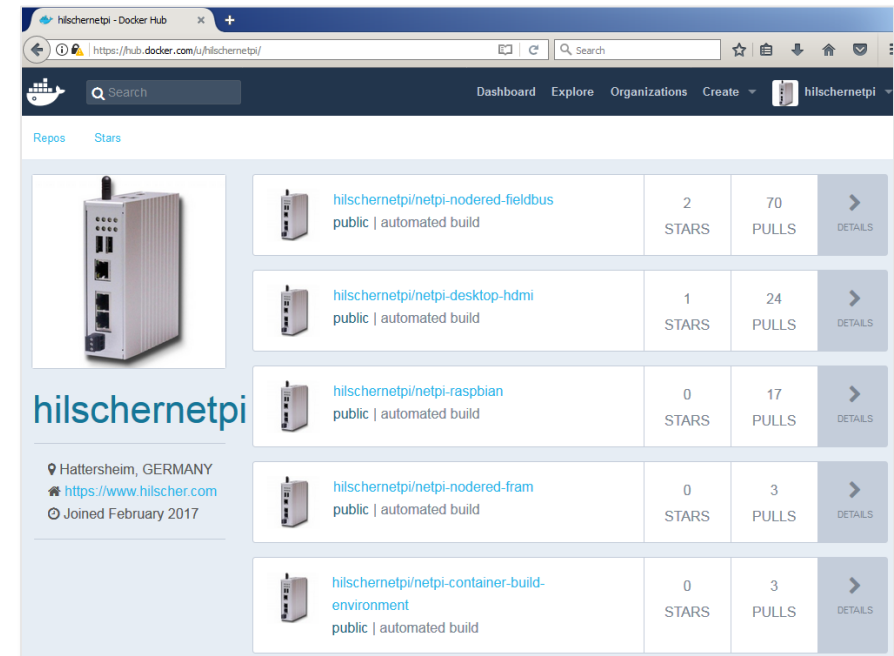 hilschernetpi - Docker Hub
https://hub.docker.com/u/hilschernetpi/
Search
Search
Dashboard Explore Organizations Create hilschernetpi
Repos Stars
hilschernetpi/netpi-nodered-fieldbus
public | automated build
2
STARS
70
PULLS
DETAILS
hilschernetpi/netpi-desktop-hdmi
public | automated build
1
STARS
24
PULLS
DETAILS
hilschernetpi/netpi-raspbian
public | automated build
0
STARS
17
PULLS
DETAILS
hilschernetpi/netpi-nodered-fram
public | automated build
0
STARS
3
PULLS
DETAILS
hilschernetpi/netpi-container-build-
environment
public | automated build
0
STARS
3
PULLS
DETAILS
hilschernetpi
Hattersheim, GERMANY
https://www.hilscher.com
Joined February 2017